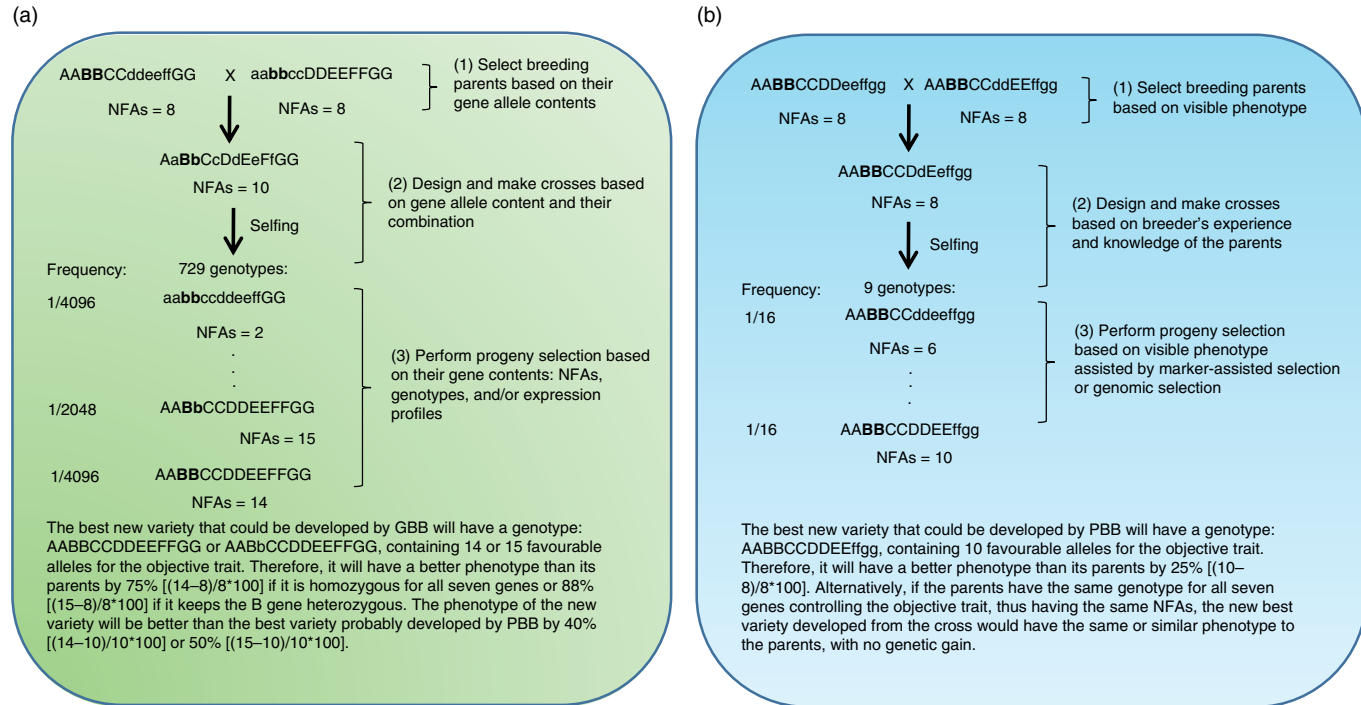 (a)
AABBCCddeeffGG X aabbccDDEEFFGG
NFAs = 8 NFAs = 8
(1) Select breeding
parents based on their
gene allele contents
AaBbCcDdEeFfGG
NFAs = 10
Selfing
(2) Design and make crosses based
on gene allele content and their
combination
Frequency: 729 genotypes:
1/4096 aabbccddeeffGG
NFAs = 2
.
.
.
1/2048 AABbCCDDEEFFGG
NFAs = 15
1/4096 AABBCCDDEEFFGG
NFAs = 14
(3) Perform progeny selection based
on their gene contents: NFAs,
genotypes, and/or expression
profiles
The best new variety that could be developed by GBB will have a genotype:
AABBCCDDEEFFGG or AABbCCDDEEFFGG, containing 14 or 15 favourable
alleles for the objective trait. Therefore, it will have a better phenotype than its
parents by 75% [(14–8)/8*100] if it is homozygous for all seven genes or 88%
[(15–8)/8*100] if it keeps the B gene heterozygous. The phenotype of the new
variety will be better than the best variety probably developed by PBB by 40%
[(14–10)/10*100] or 50% [(15–10)/10*100].
(b)
AABBCCDDeeffgg X AABBCCddEEffgg
NFAs = 8 NFAs = 8
(1) Select breeding parents
based on visible phenotype
AABBCCDdEeffgg
NFAs = 8
Selfing
(2) Design and make crosses
based on breeder’s experience
and knowledge of the parents
Frequency: 9 genotypes:
1/16 AABBCCddeeffgg
NFAs = 6
.
.
.
1/16 AABBCCDDEEffgg
NFAs = 10
(3) Perform progeny selection
based on visible phenotype
assisted by marker-assisted selection
or genomic selection
The best new variety that could be developed by PBB will have a genotype:
AABBCCDDEEffgg, containing 10 favourable alleles for the objective trait.
Therefore, it will have a better phenotype than its parents by 25% [(10–
8)/8*100]. Alternatively, if the parents have the same genotype for all seven
genes controlling the objective trait, thus having the same NFAs, the new best
variety developed from the cross would have the same or similar phenotype to
the parents, with no genetic gain.